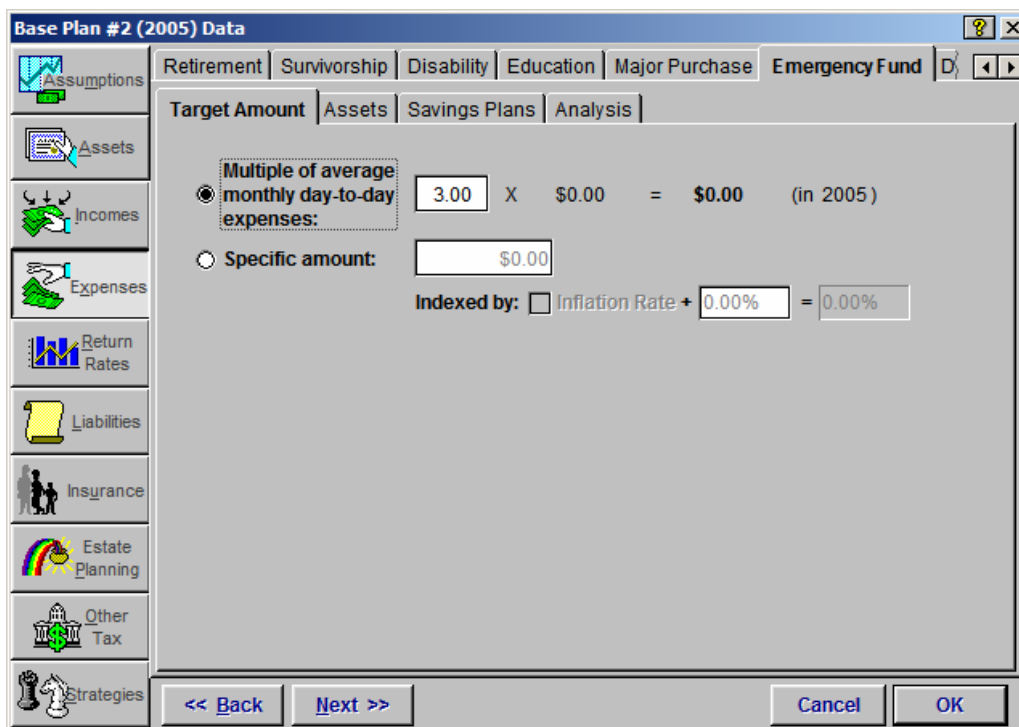 Base Plan #2 (2005) Data
?
Assumptions
Assets
Incomes
Expenses
Return
Rates
Liabilities
Insurance
Estate
Planning
Other
Tax
Strategies
Retirement Survivorship Disability Education Major Purchase Emergency Fund D
Target Amount Assets Savings Plans Analysis
Multiple of average
monthly day-to-day
expenses:
3.00 X $0.00 = $0.00 (in 2005)
Specific amount: $0.00
Indexed by: Inflation Rate + 0.00% = 0.00%
<< Back Next >> Cancel OK